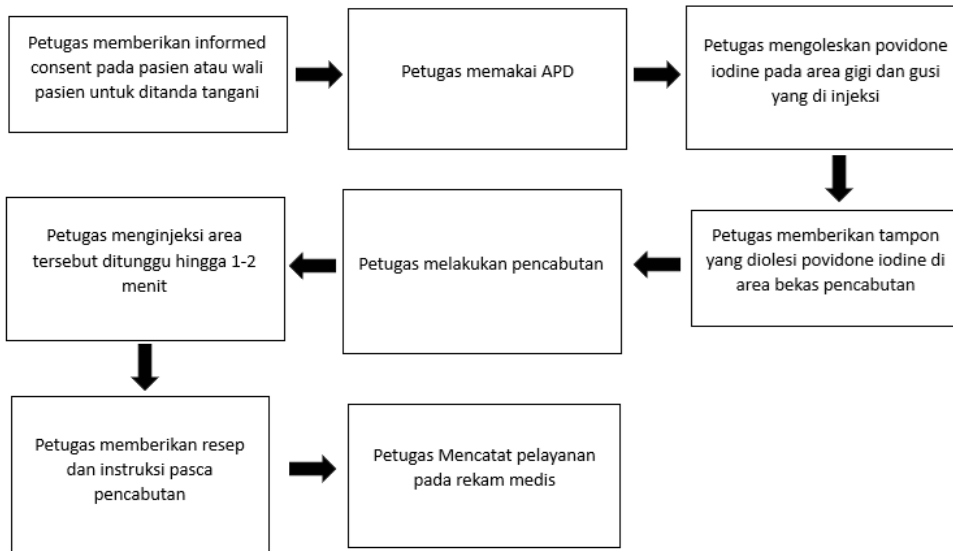 Petugas memberikan informed
consent pada pasien atau wali
pasien untuk ditanda tangani
Petugas memakai APD
Petugas mengoleskan povidone
iodine pada area gigi dan gusi
yang di injeksi
Petugas memberikan tampon
yang diolesi povidone iodine di
area bekas pencabutan
Petugas melakukan pencabutan
Petugas menginjeksi area
tersebut ditunggu hingga 1-2
menit
Petugas memberikan resep
dan instruksi pasca
pencabutan
Petugas Mencatat pelayanan
pada rekam medis